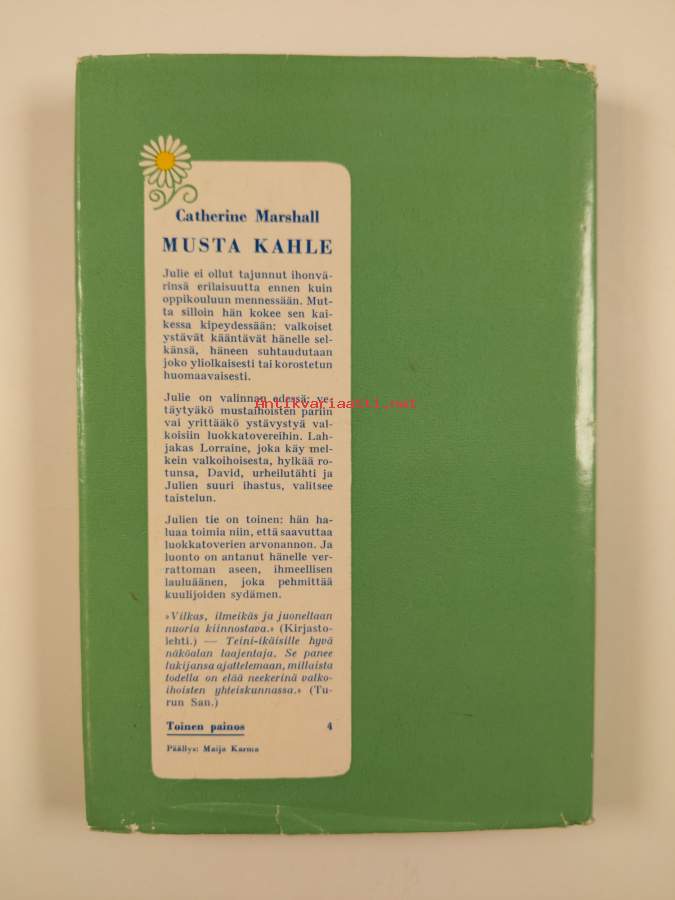 Catherine Marshall
MUSTA KAHLE
Julie ei ollut tajunnut ihonvä-
rinsä erilaisuutta ennen kuin
oppikouluun mennessään. Mut-
ta silloin hän kokee sen kai-
kessa kipeydessään: valkoiset
ystävät kääntävät hänelle sel-
känsä, häneen suhtaudutaan
joko yliolkaisesti tai korostetun
huomaavaisesti.
Julie on valinnan edessä: ve-
Antikvariaatti.net
täytyäkö mustaihoisten pariin
vai yrittääkö ystävystyä val-
koisiin luokkatovereihin. Lah-
jakas Lorraine, joka käy mel-
kein valkoihoisesta, hylkää ro-
tunsa, David, urheilutähti ja
Julien suuri ihastus, valitsee
taistelun.
Julien tie on toinen: hän ha-
luaa toimia niin, että saavuttaa
luokkatoverien arvonannon. Ja
luonto on antanut hänelle ver-
rattoman aseen, ihmeellisen
lauluäänen, joka pehmittää
kuulijoiden sydämen.
»Vilkas, ilmeikäs ja juoneltaan
nuoria kiinnostava.» (Kirjasto-
lehti.) — Teini-ikäisille hyvä
näköalan laajentaja. Se panee
lukijansa ajattelemaan, millaista
todella on elää neekerinä valko-
ihoisten yhteiskunnassa.» (Tu-
run San.)
Toinen painos 4
Päällys: Maija Karma